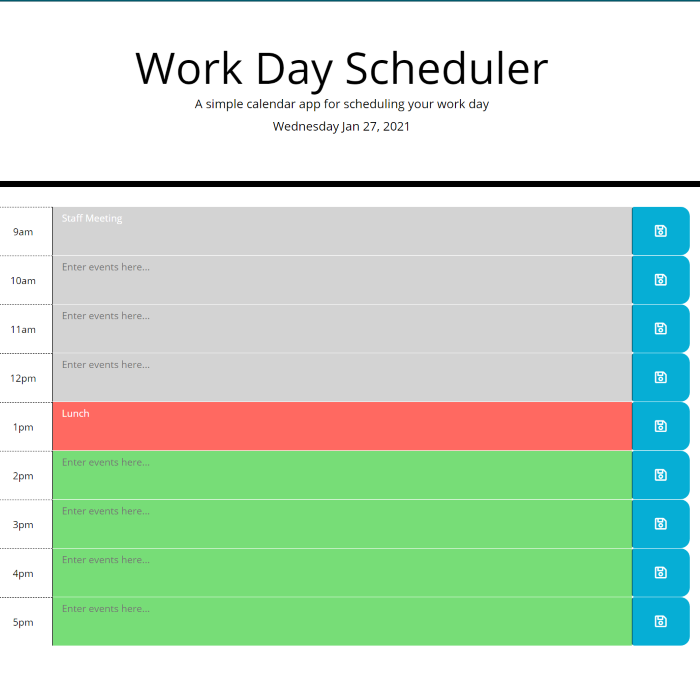 Work Day Scheduler
A simple calendar app for scheduling your work day
Wednesday Jan 27, 2021
9am Staff Meeting
10am Enter events here...
11am Enter events here...
12pm Enter events here...
1pm Lunch
2pm Enter events here...
3pm Enter events here...
4pm Enter events here...
5pm Enter events here...